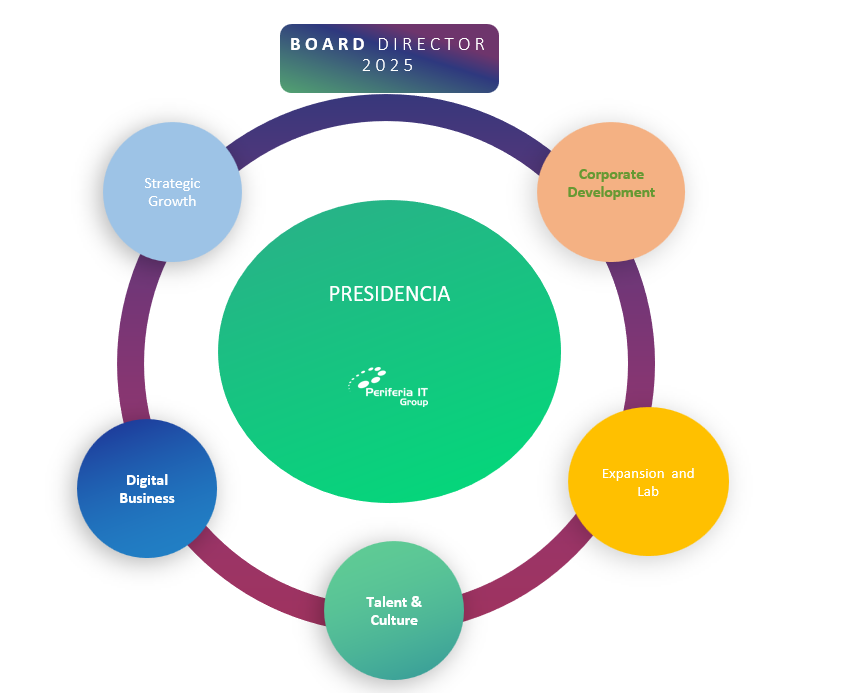 BOARD DIRECTOR
2025
Strategic
Growth
Corporate
Development
PRESIDENCIA
Periferia IT
Group
Digital
Business
Expansion and
Lab
Talent &
Culture